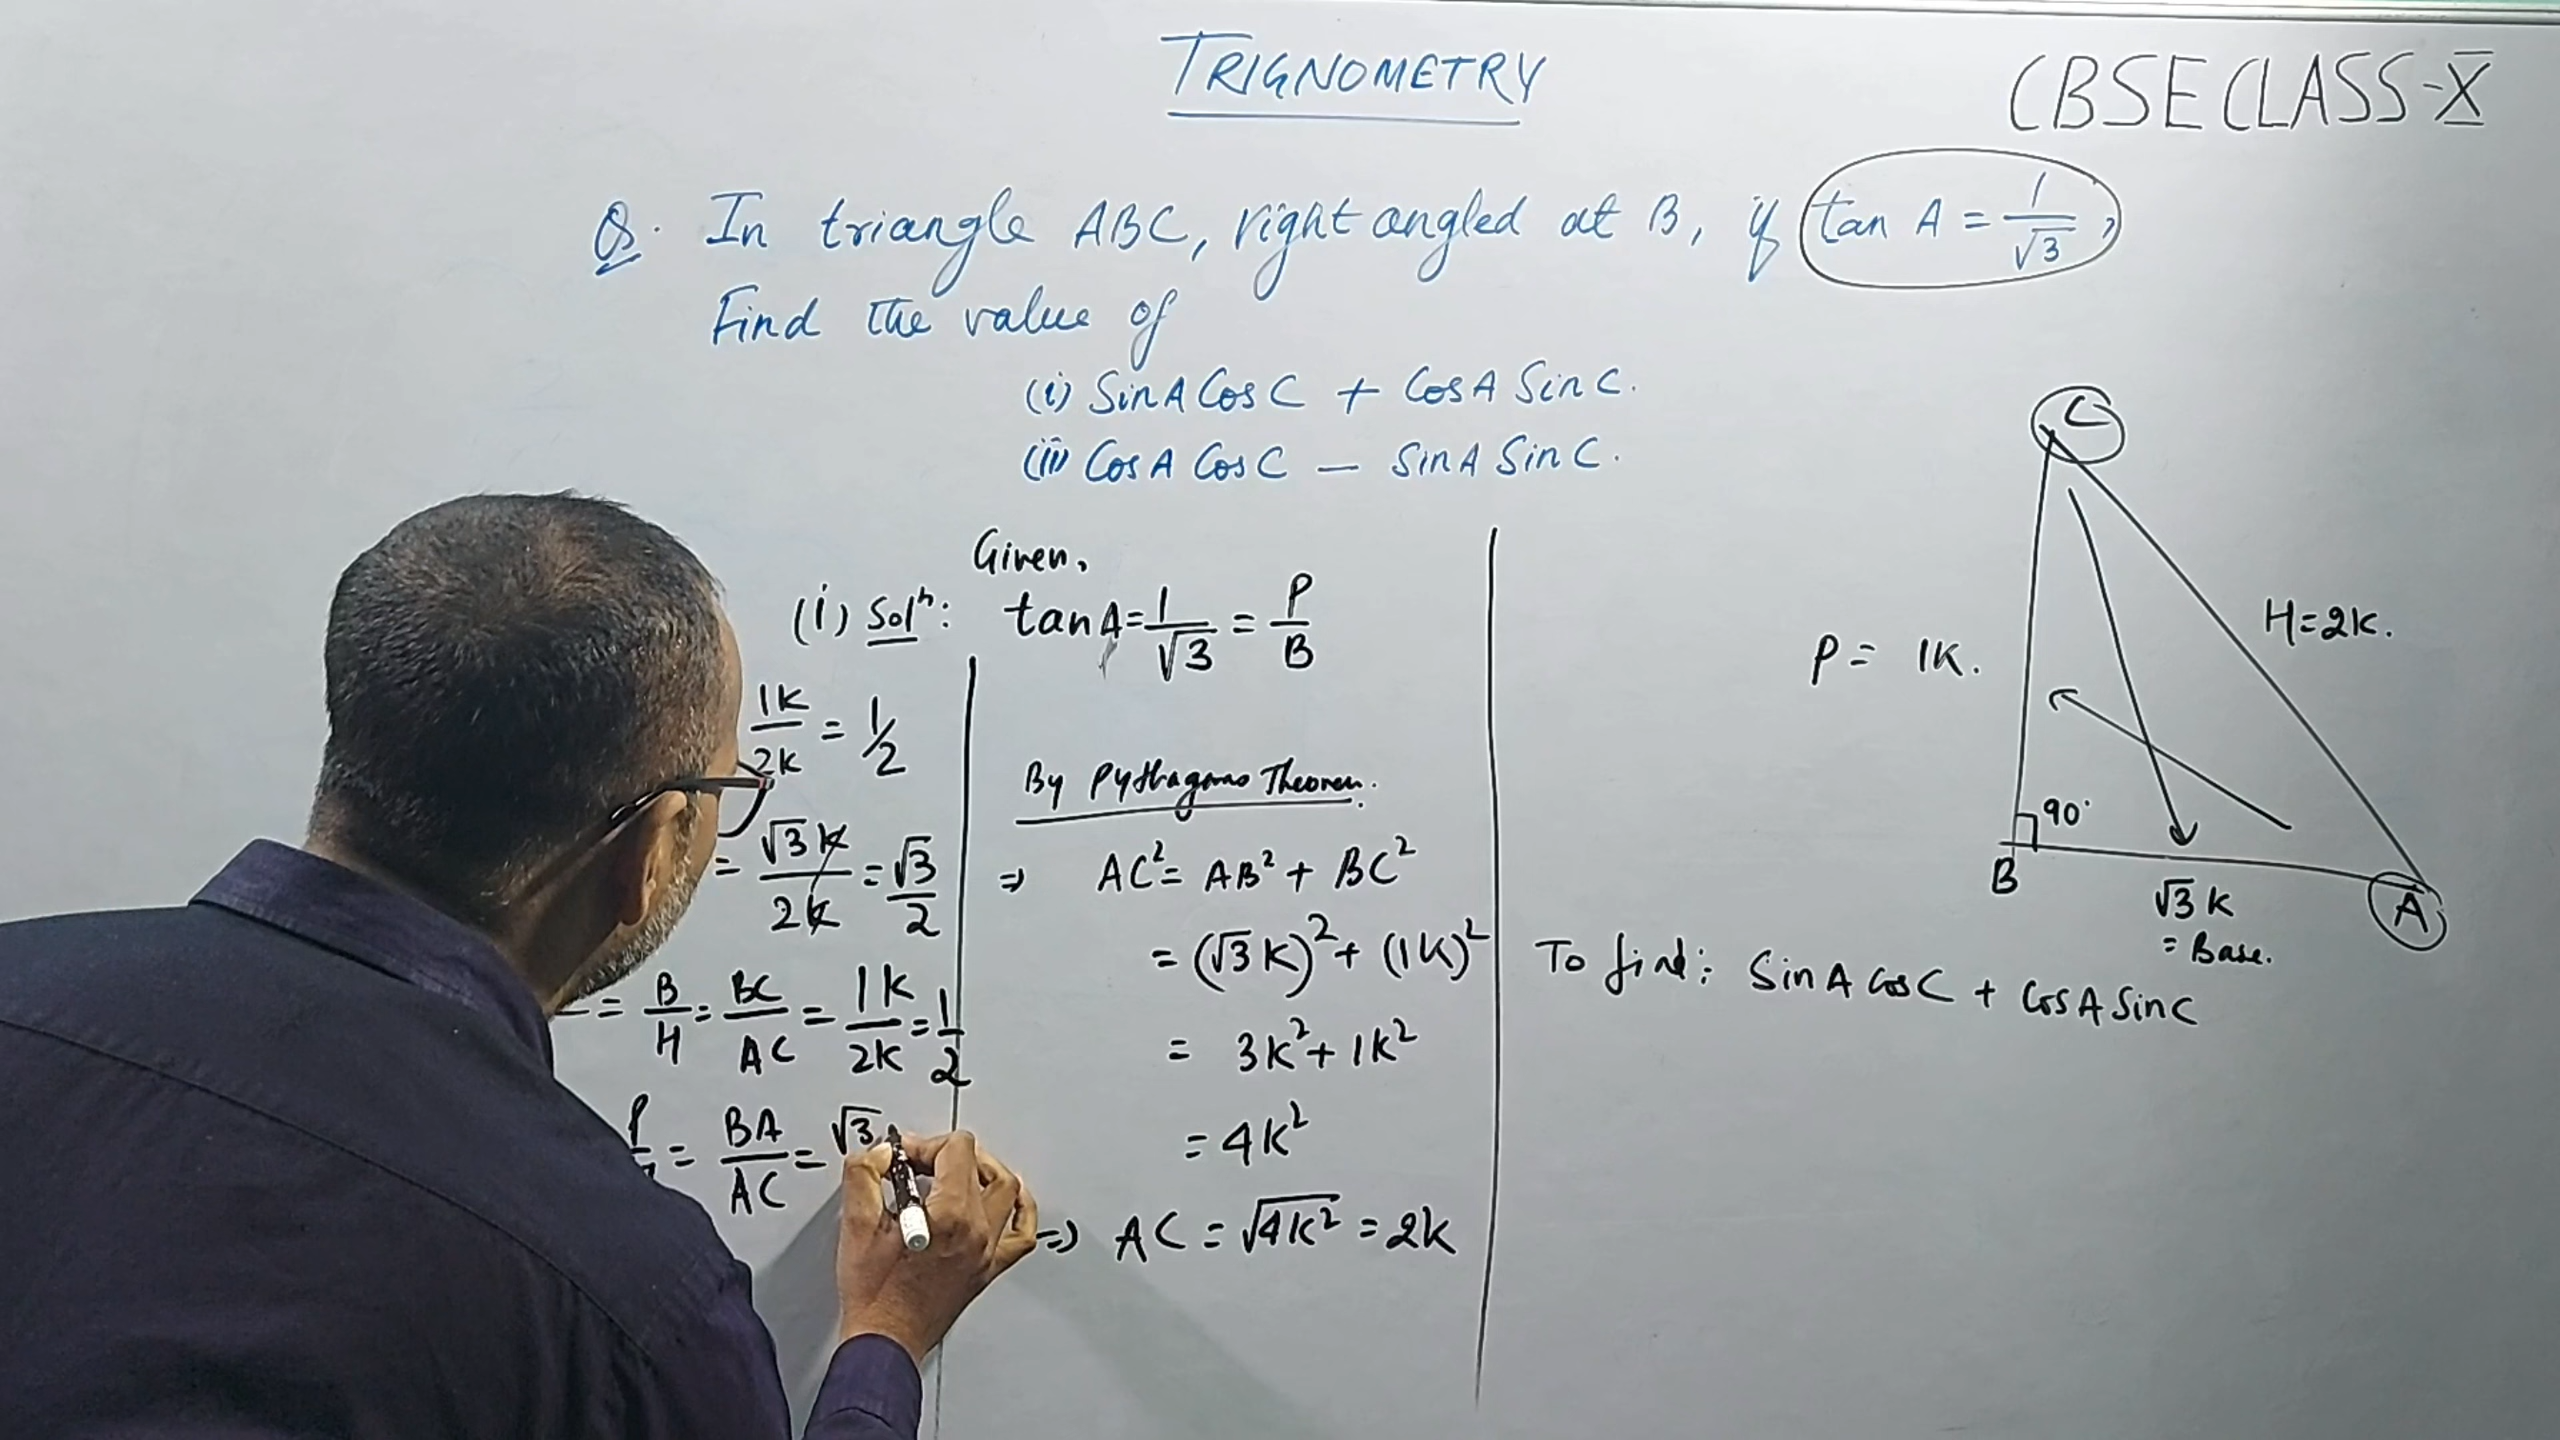 TRIGNOMETRY
CBSE CLASS-X
Q. In triangle ABC, right angled at B, if tan A = 1/√3,
Find the value of
(i) Sin A Cos C + Cos A Sin C.
(ii) Cos A Cos C – Sin A Sin C.
Given,
(i) Solⁿ: tan A = 1/√3 = P/B
1K/2K = 1/2
= √3K/2K = √3/2
= B/H = BC/AC = 1K/2K = 1/2
= BA/AC = √3
By Pythagoras Theorem.
⇒ AC² = AB² + BC²
= (√3K)² + (1K)²
= 3K² + 1K²
= 4K²
⇒ AC = √4K² = 2K
C
P = 1K.
H = 2K.
90°
B
A
√3 K
= Base.
To find: Sin A Cos C + Cos A Sin C